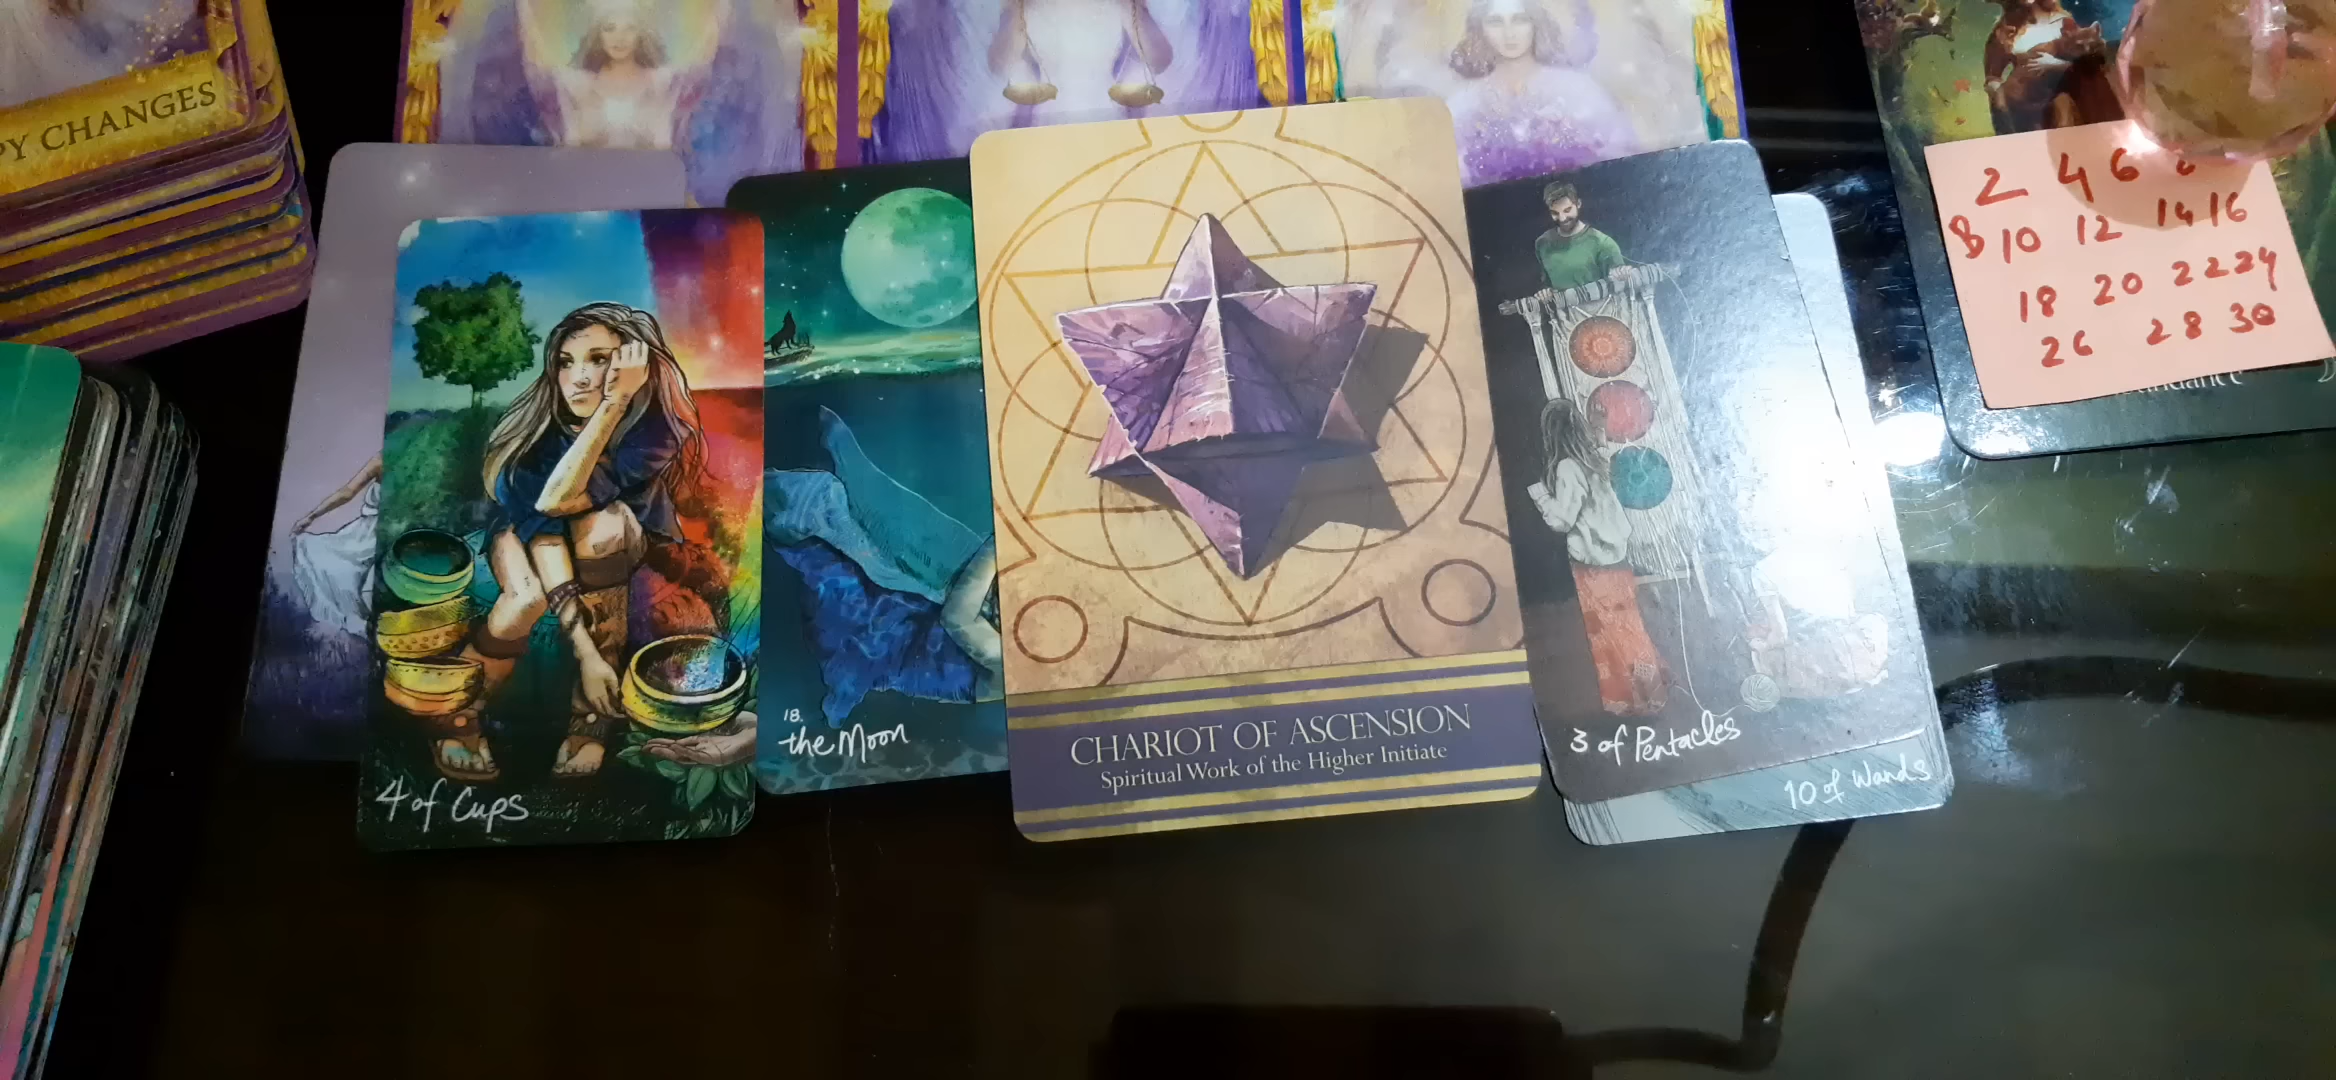 PY CHANGES
2 4 6
8 10 12 14 16
18 20 22 24
26 28 30
18.
the Moon
CHARIOT OF ASCENSION
Spiritual Work of the Higher Initiate
3 of Pentacles
10 of Wands
4 of Cups